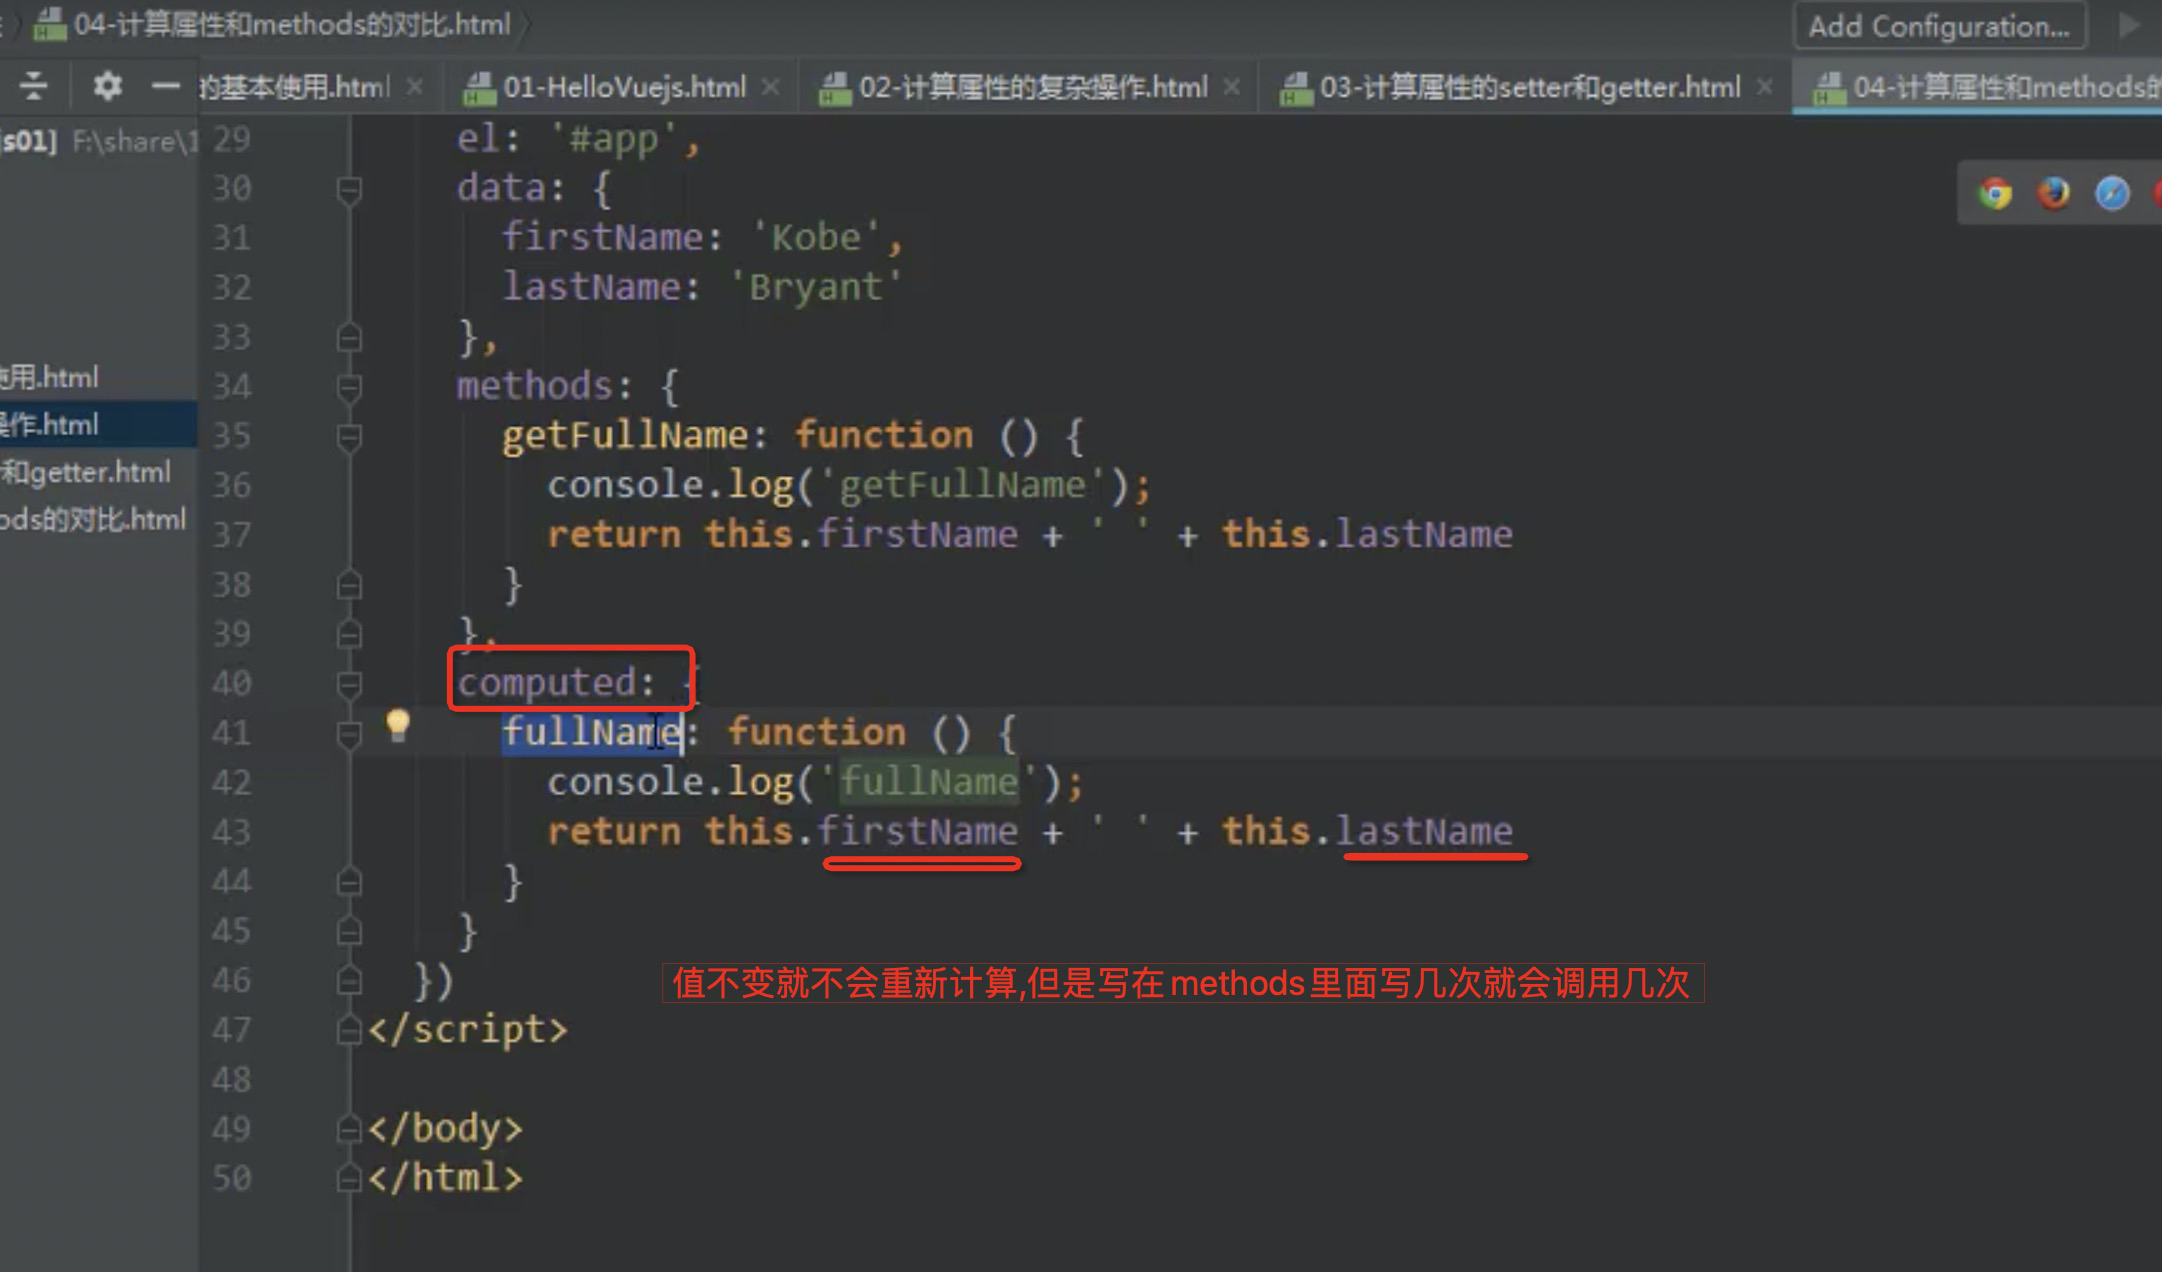 04-计算属性和methods的对比.html
Add Configuration...
的基本使用.html
01-HelloVuejs.html
02-计算属性的复杂操作.html
03-计算属性的setter和getter.html
04-计算属性和methods的
js01] F:\share\1
使用.html
操作.html
和getter.html
ods的对比.html
29 el: '#app',
30 data: {
31 firstName: 'Kobe',
32 lastName: 'Bryant'
33 },
34 methods: {
35 getFullName: function () {
36 console.log('getFullName');
37 return this.firstName + ' ' + this.lastName
38 }
39 },
40 computed: {
41 fullName: function () {
42 console.log('fullName');
43 return this.firstName + ' ' + this.lastName
44 }
45 }
46 })
值不变就不会重新计算,但是写在methods里面写几次就会调用几次
47 </script>
48
49 </body>
50 </html>